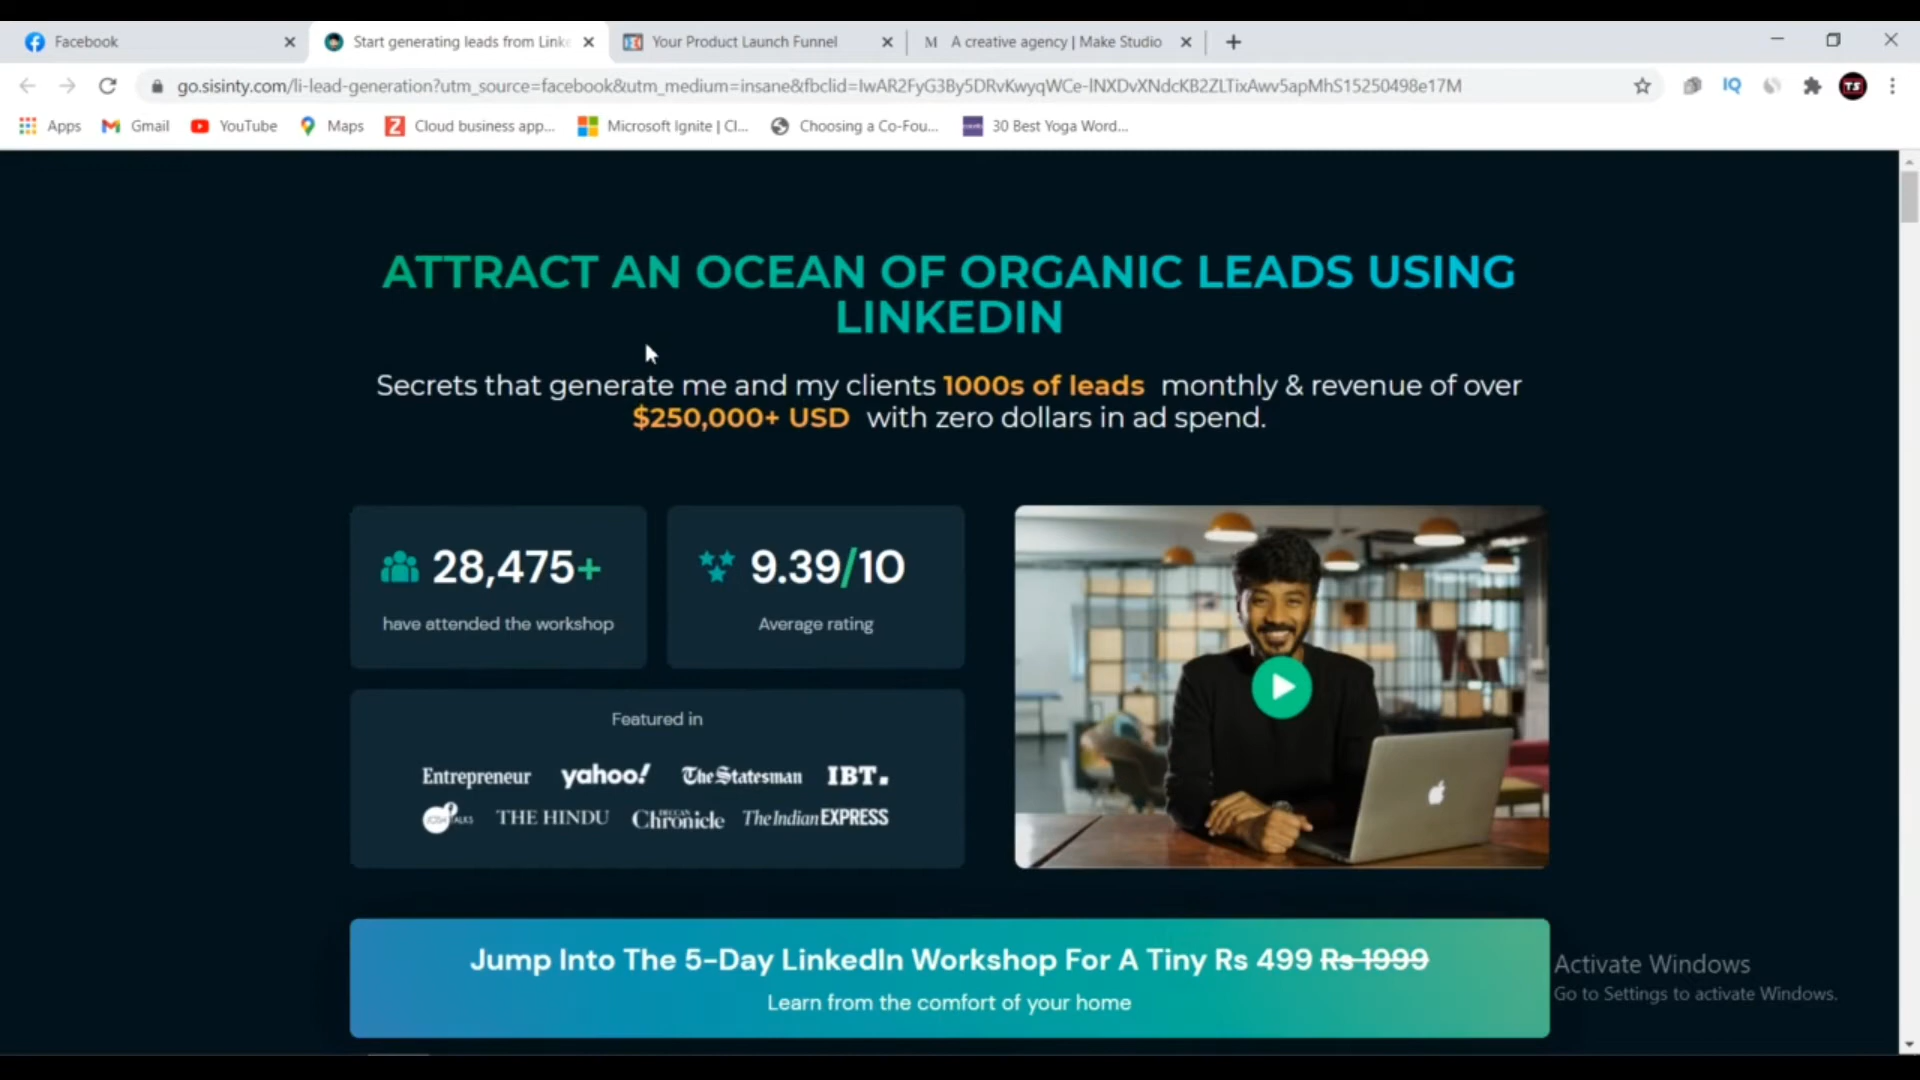 Facebook
Start generating leads from Linke
Your Product Launch Funnel
M A creative agency | Make Studio
go.sisinty.com/li-lead-generation?utm_source=facebook&utm_medium=insane&fbclid=IwAR2FyG3By5DRvKwyqWCe-lNXDvXNdcKB2ZLTixAwv5apMhS15250498e17M
IQ
TS
Apps
Gmail
YouTube
Maps
Cloud business app...
Microsoft Ignite | Cl...
Choosing a Co-Fou...
30 Best Yoga Word...
ATTRACT AN OCEAN OF ORGANIC LEADS USING
LINKEDIN
Secrets that generate me and my clients 1000s of leads monthly & revenue of over
$250,000+ USD with zero dollars in ad spend.
28,475+
have attended the workshop
9.39/10
Average rating
Featured in
Entrepreneur yahoo! The Statesman IBT.
JOSH TALKS THE HINDU DECCAN Chronicle The Indian EXPRESS
Jump Into The 5-Day LinkedIn Workshop For A Tiny Rs 499 Rs 1999
Learn from the comfort of your home
Activate Windows
Go to Settings to activate Windows.